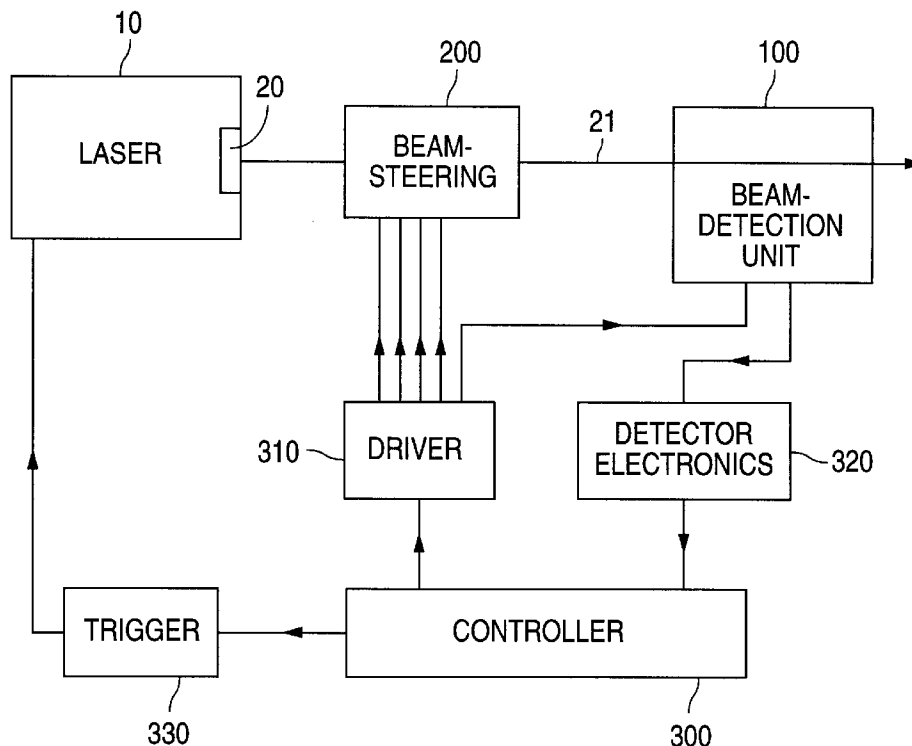 10
200
100
20
21
LASER
BEAM-
STEERING
BEAM-
DETECTION
UNIT
310
DRIVER
DETECTOR
ELECTRONICS
320
TRIGGER
CONTROLLER
330
300